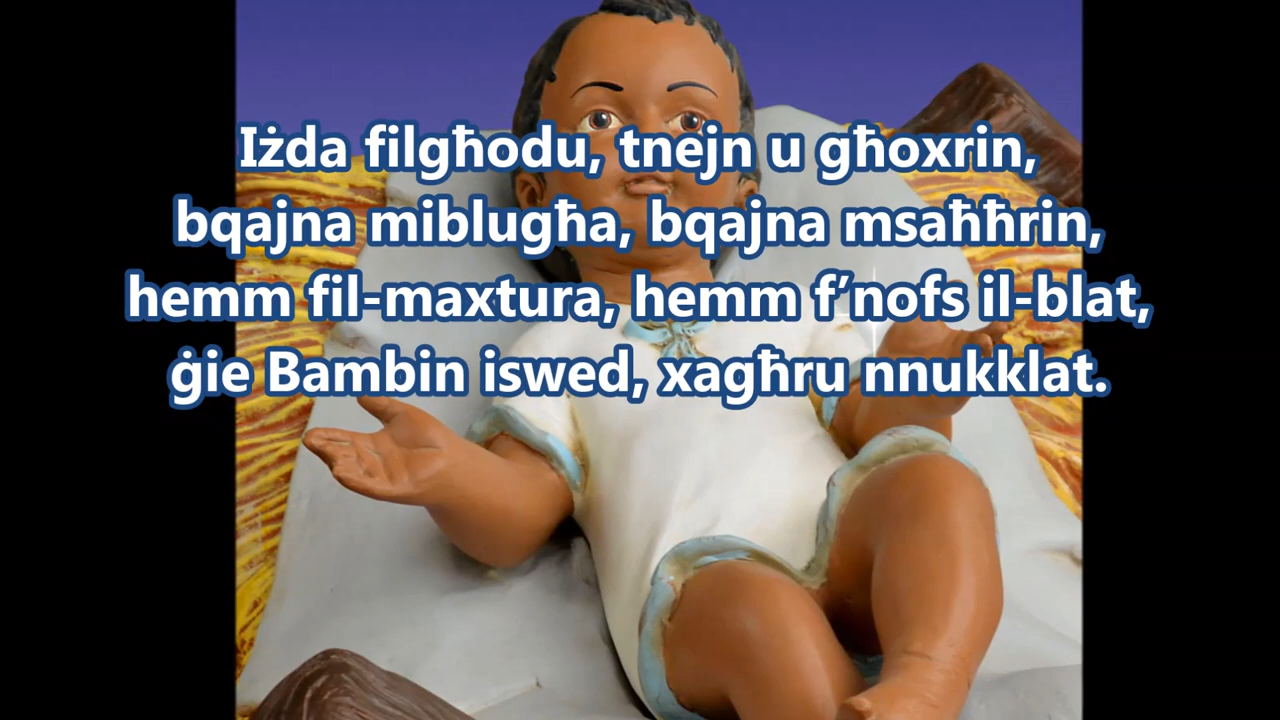 Iżda filgħodu, tnejn u għoxrin,
bqajna miblugħa, bqajna msaħħrin,
hemm fil-maxtura, hemm f’nofs il-blat,
ġie Bambin iswed, xagħru nnukklat.